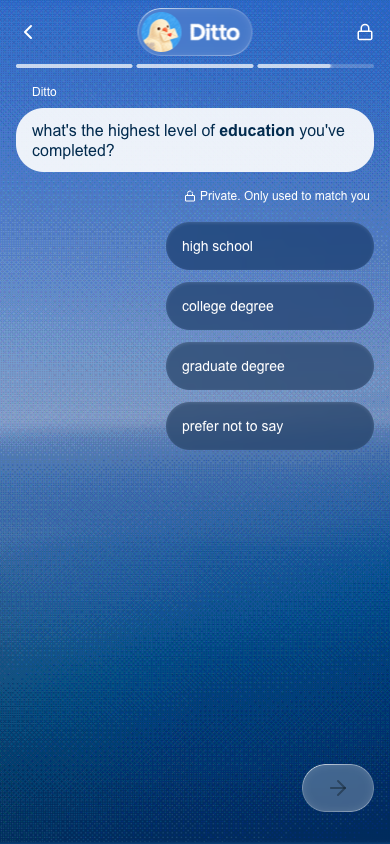 Ditto
Ditto
what's the highest level of education you've
completed?
Private. Only used to match you
high school
college degree
graduate degree
prefer not to say